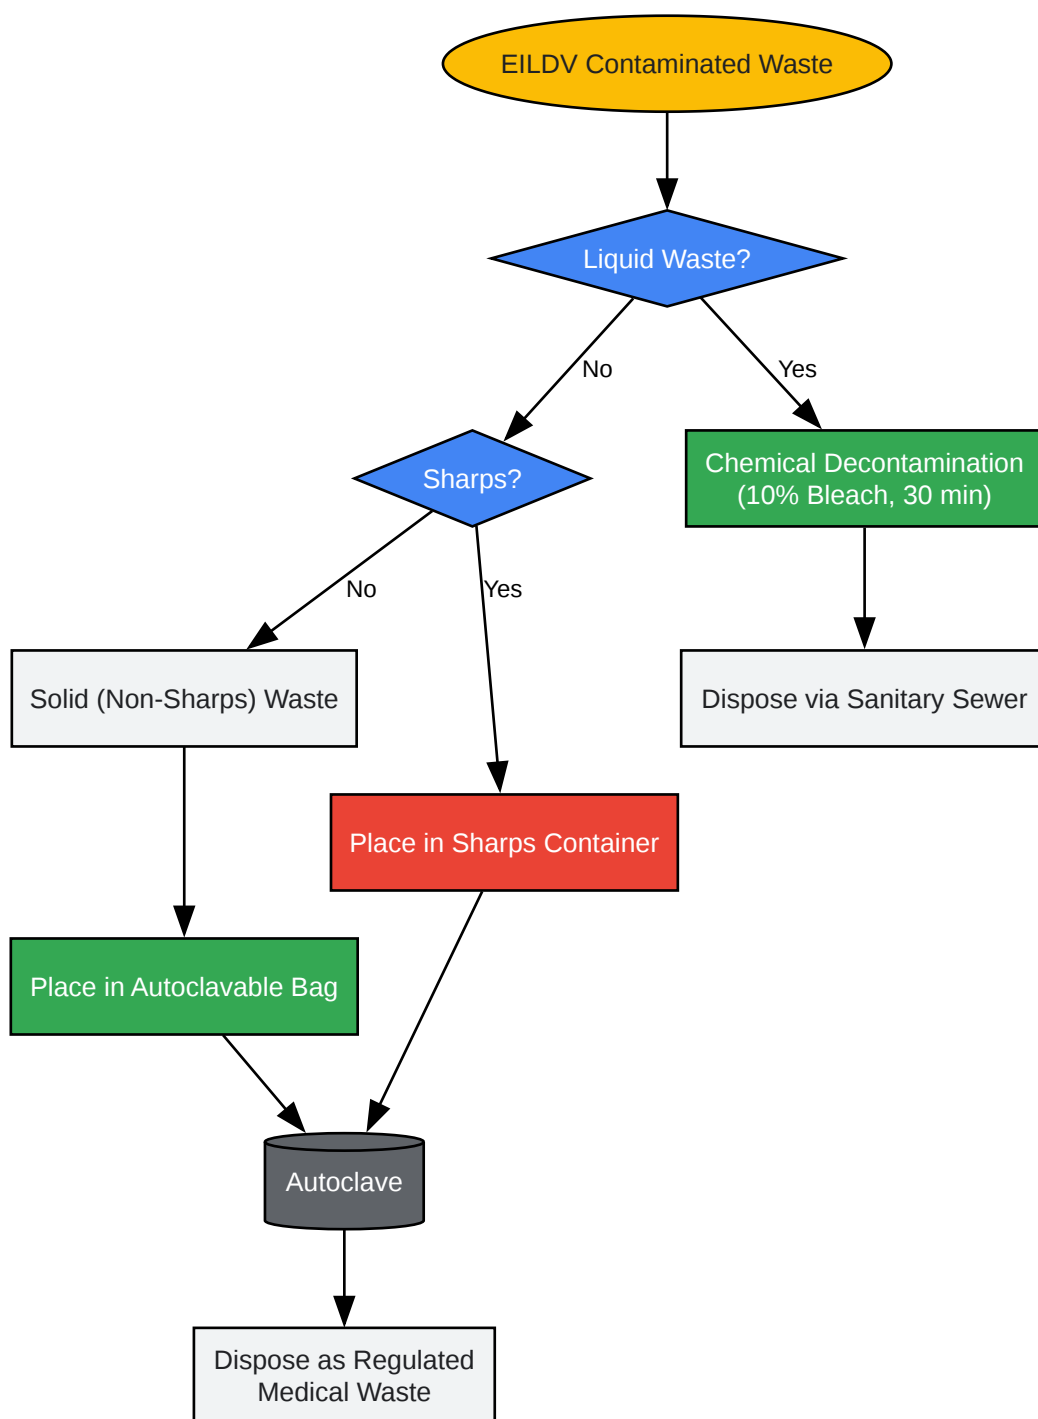 EILDV Contaminated Waste
Liquid Waste?
No
Yes
Sharps?
Chemical Decontamination
(10% Bleach, 30 min)
No
Yes
Solid (Non-Sharps) Waste
Dispose via Sanitary Sewer
Place in Sharps Container
Place in Autoclavable Bag
Autoclave
Dispose as Regulated
Medical Waste